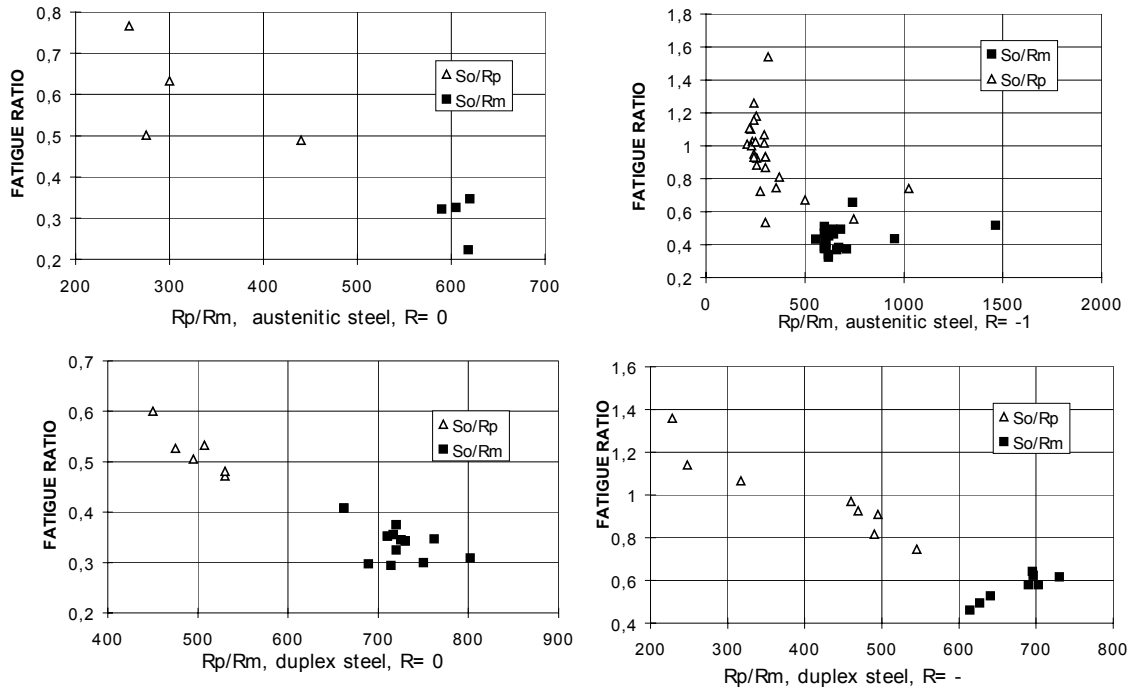 0,8
0,7
0,6
0,5
0,4
0,3
0,2
FATIGUE RATIO
So/Rp
So/Rm
200 300 400 500 600 700
Rp/Rm, austenitic steel, R= 0
1,8
1,6
1,4
1,2
1
0,8
0,6
0,4
0,2
FATIGUE RATIO
So/Rm
So/Rp
0 500 1000 1500 2000
Rp/Rm, austenitic steel, R= -1
0,7
0,6
0,5
0,4
0,3
0,2
FATIGUE RATIO
So/Rp
So/Rm
400 500 600 700 800 900
Rp/Rm, duplex steel, R= 0
1,6
1,4
1,2
1
0,8
0,6
0,4
FATIGUE RATIO
So/Rp
So/Rm
200 300 400 500 600 700 800
Rp/Rm, duplex steel, R= -